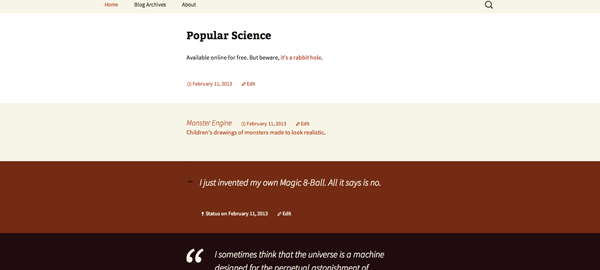 Home Blog Archives About
Popular Science
Available online for free. But beware, it's a rabbit hole.
February 11, 2013 Edit
Monster Engine February 11, 2013 Edit
Children's drawings of monsters made to look realistic.
– I just invented my own Magic 8-Ball. All it says is no.
Status on February 11, 2013 Edit
“ I sometimes think that the universe is a machine
designed for the perpetual astonishment of